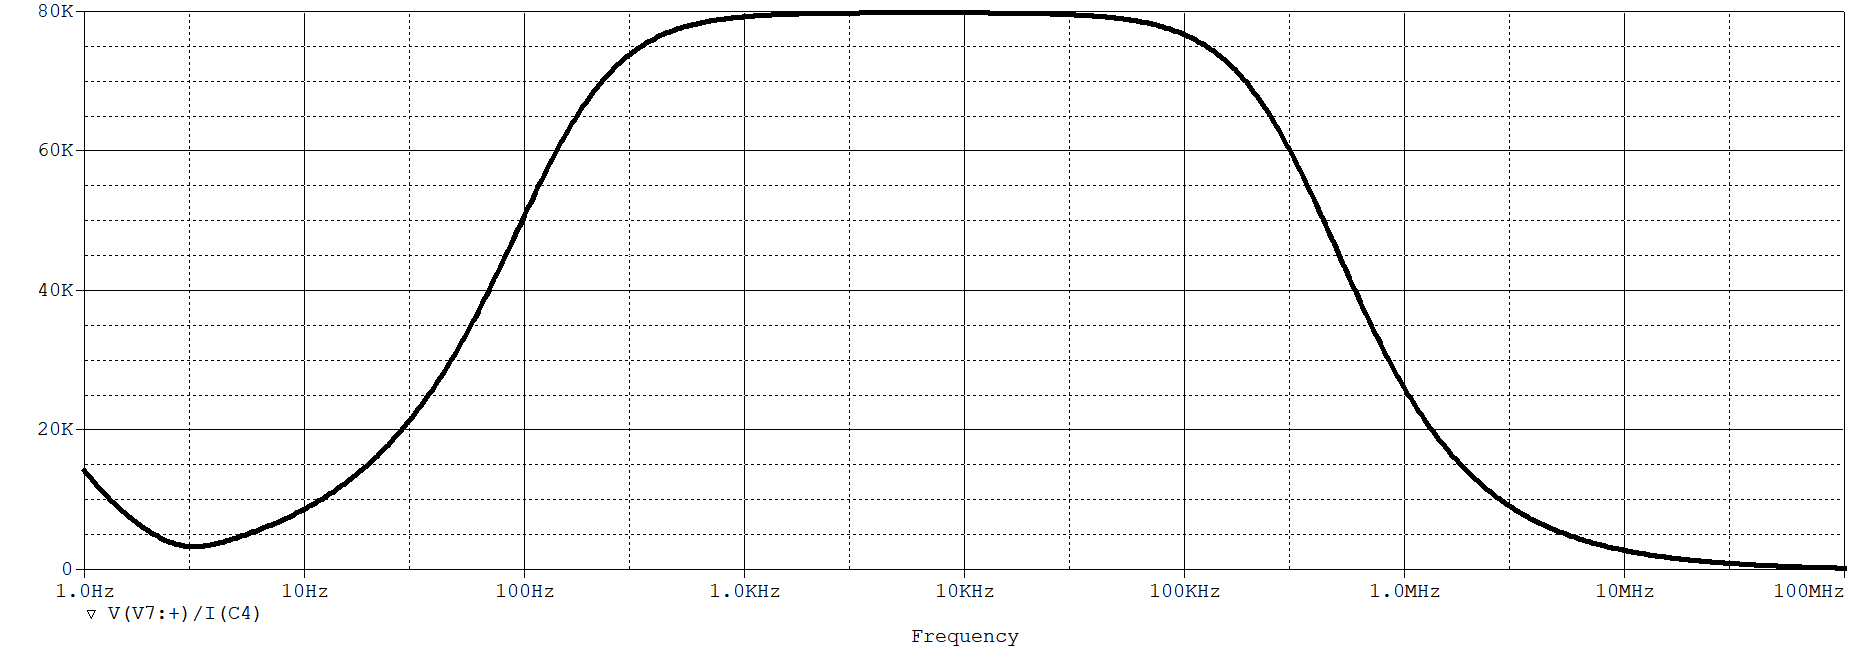 80K
60K
40K
20K
0
1.0Hz 10Hz 100Hz 1.0KHz 10KHz 100KHz 1.0MHz 10MHz 100MHz
▽ V(V7:+)/I(C4)
Frequency